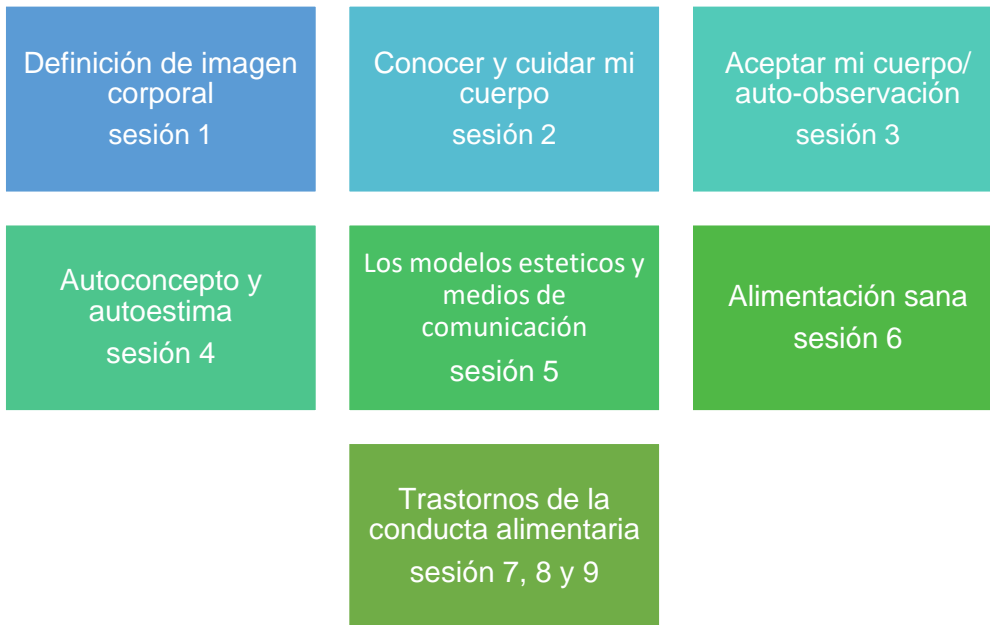 Definición de imagen
corporal
sesión 1
Conocer y cuidar mi
cuerpo
sesión 2
Aceptar mi cuerpo/
auto-observación
sesión 3
Autoconcepto y
autoestima
sesión 4
Los modelos esteticos y
medios de
comunicación
sesión 5
Alimentación sana
sesión 6
Trastornos de la
conducta alimentaria
sesión 7, 8 y 9